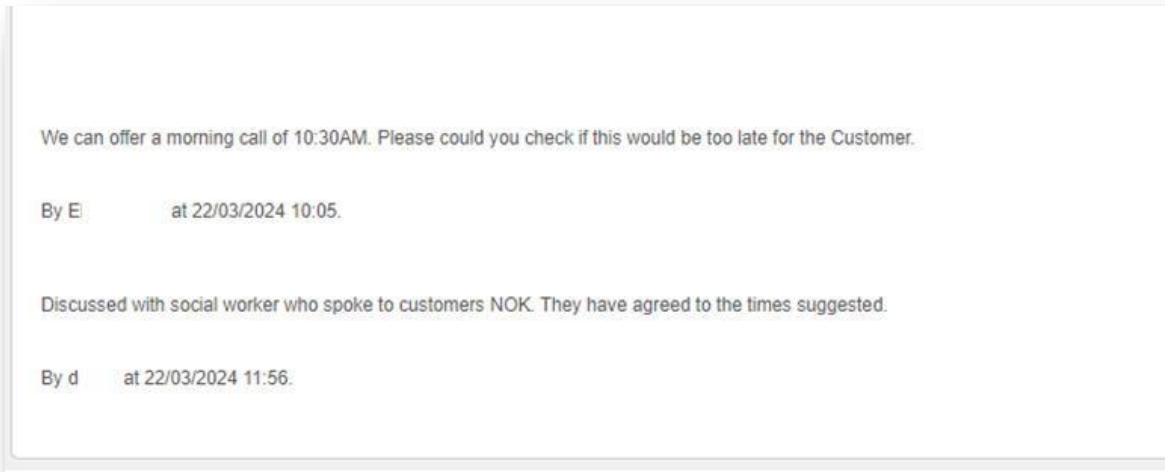 We can offer a morning call of 10:30AM. Please could you check if this would be too late for the Customer.
By E at 22/03/2024 10:05.
Discussed with social worker who spoke to customers NOK. They have agreed to the times suggested.
By d at 22/03/2024 11:56.